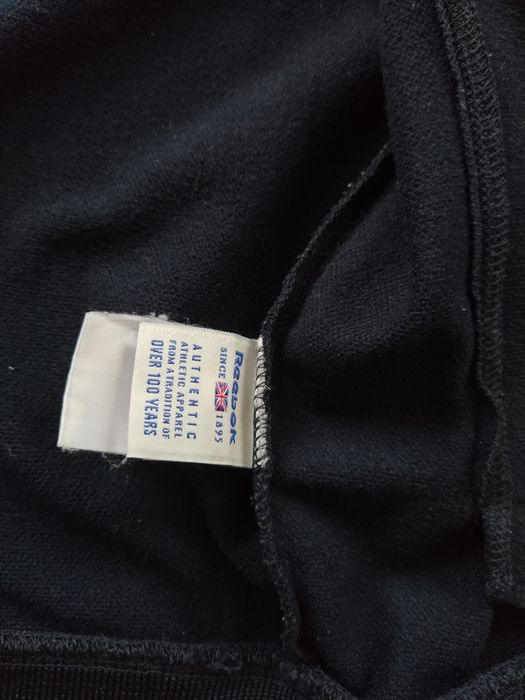 Reebok
SINCE 1895
AUTHENTIC
ATHLETIC APPAREL
FROM A TRADITION OF
OVER 100 YEARS